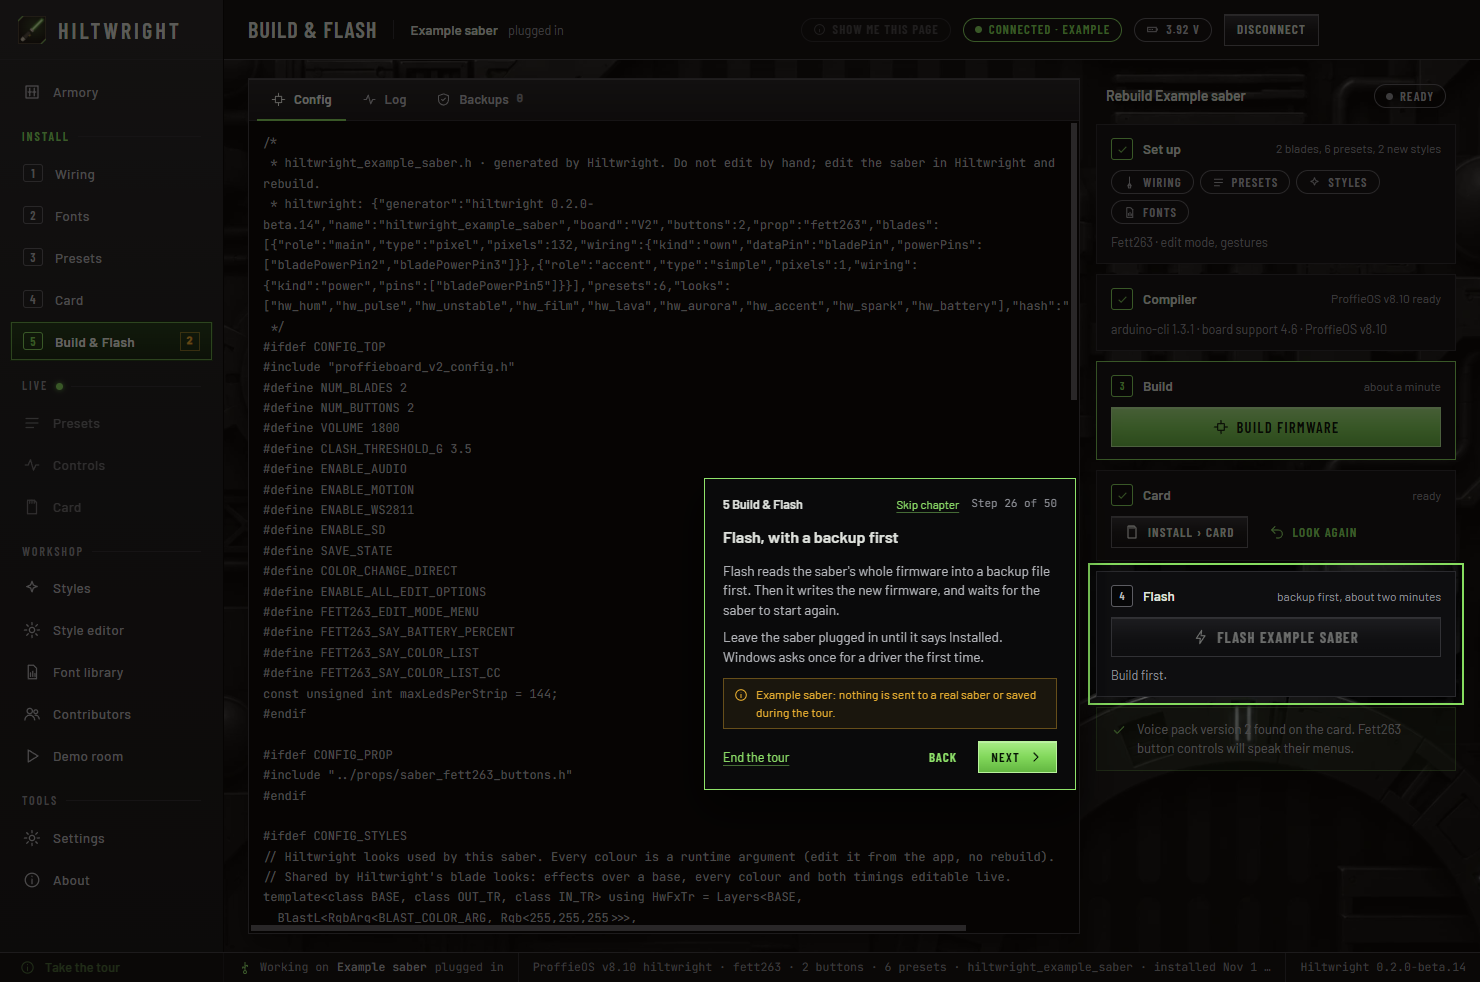 HILTWRIGHT
BUILD & FLASH
Example saber plugged in
SHOW ME THIS PAGE
CONNECTED · EXAMPLE
3.92 V
DISCONNECT
Armory
INSTALL
1 Wiring
2 Fonts
3 Presets
4 Card
5 Build & Flash 2
LIVE
Presets
Controls
Card
WORKSHOP
Styles
Style editor
Font library
Contributors
Demo room
TOOLS
Settings
About
Take the tour
Config
Log
Backups 0
/*
* hiltwright_example_saber.h · generated by Hiltwright. Do not edit by hand; edit the saber in Hiltwright and
rebuild.
* hiltwright: {"generator":"hiltwright 0.2.0-
beta.14","name":"hiltwright_example_saber","board":"V2","buttons":2,"prop":"fett263","blades":
[{"role":"main","type":"pixel","pixels":132,"wiring":{"kind":"own","dataPin":"bladePin","powerPins":
["bladePowerPin2","bladePowerPin3"]}},{"role":"accent","type":"simple","pixels":1,"wiring":
{"kind":"power","pins":["bladePowerPin5"]}}],"presets":6,"looks":
["hw_hum","hw_pulse","hw_unstable","hw_film","hw_lava","hw_aurora","hw_accent","hw_spark","hw_battery"],"hash":"
*/
#ifdef CONFIG_TOP
#include "proffieboard_v2_config.h"
#define NUM_BLADES 2
#define NUM_BUTTONS 2
#define VOLUME 1800
#define CLASH_THRESHOLD_G 3.5
#define ENABLE_AUDIO
#define ENABLE_MOTION
#define ENABLE_WS2811
#define ENABLE_SD
#define SAVE_STATE
#define COLOR_CHANGE_DIRECT
#define ENABLE_ALL_EDIT_OPTIONS
#define FETT263_EDIT_MODE_MENU
#define FETT263_SAY_BATTERY_PERCENT
#define FETT263_SAY_COLOR_LIST
#define FETT263_SAY_COLOR_LIST_CC
const unsigned int maxLedsPerStrip = 144;
#endif
#ifdef CONFIG_PROP
#include "../props/saber_fett263_buttons.h"
#endif
#ifdef CONFIG_STYLES
// Hiltwright looks used by this saber. Every colour is a runtime argument (edit it from the app, no rebuild).
// Shared by Hiltwright's blade looks: effects over a base, every colour and both timings editable live.
template<class BASE, class OUT_TR, class IN_TR> using HwFxTr = Layers<BASE,
BlastL<RgbArg<BLAST_COLOR_ARG, Rgb<255,255,255>>>,
5 Build & Flash
Skip chapter
Step 26 of 50
Flash, with a backup first
Flash reads the saber's whole firmware into a backup file
first. Then it writes the new firmware, and waits for the
saber to start again.
Leave the saber plugged in until it says Installed.
Windows asks once for a driver the first time.
Example saber: nothing is sent to a real saber or saved
during the tour.
End the tour
BACK
NEXT
Rebuild Example saber
READY
Set up
2 blades, 6 presets, 2 new styles
WIRING
PRESETS
STYLES
FONTS
Fett263 · edit mode, gestures
Compiler
ProffieOS v8.10 ready
arduino-cli 1.3.1 · board support 4.6 · ProffieOS v8.10
3 Build
about a minute
BUILD FIRMWARE
Card
ready
INSTALL › CARD
LOOK AGAIN
4 Flash
backup first, about two minutes
FLASH EXAMPLE SABER
Build first.
Voice pack version 2 found on the card. Fett263
button controls will speak their menus.
Working on Example saber plugged in
ProffieOS v8.10 hiltwright · fett263 · 2 buttons · 6 presets · hiltwright_example_saber · installed Nov 1 …
Hiltwright 0.2.0-beta.14